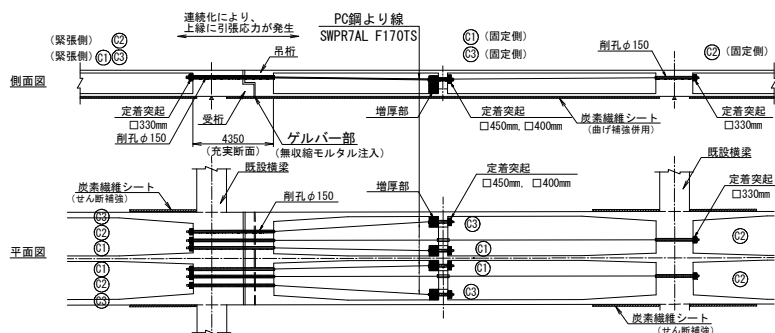 連続化により、
上縁に引張応力が発生
PC鋼より線
SWPR7AL F170TS
(緊張側) C2
(緊張側) C1 C3
吊桁
C1 (固定側)
C3 (固定側)
削孔φ150
C2 (固定側)
側面図
定着突起
□330mm
削孔φ150
受桁
4350
(充実断面)
ゲルバー部
(無収縮モルタル注入)
増厚部
定着突起
□450mm, □400mm
炭素繊維シート
(曲げ補強併用)
定着突起
□330mm
既設横梁
炭素繊維シート
(せん断補強)
削孔φ150
増厚部
定着突起
□450mm, □400mm
既設横梁
定着突起
□330mm
平面図
C3
C2
C1
C1
C2
C3
C3
C1
C1
C3
C2
C2
炭素繊維シート
(せん断補強)